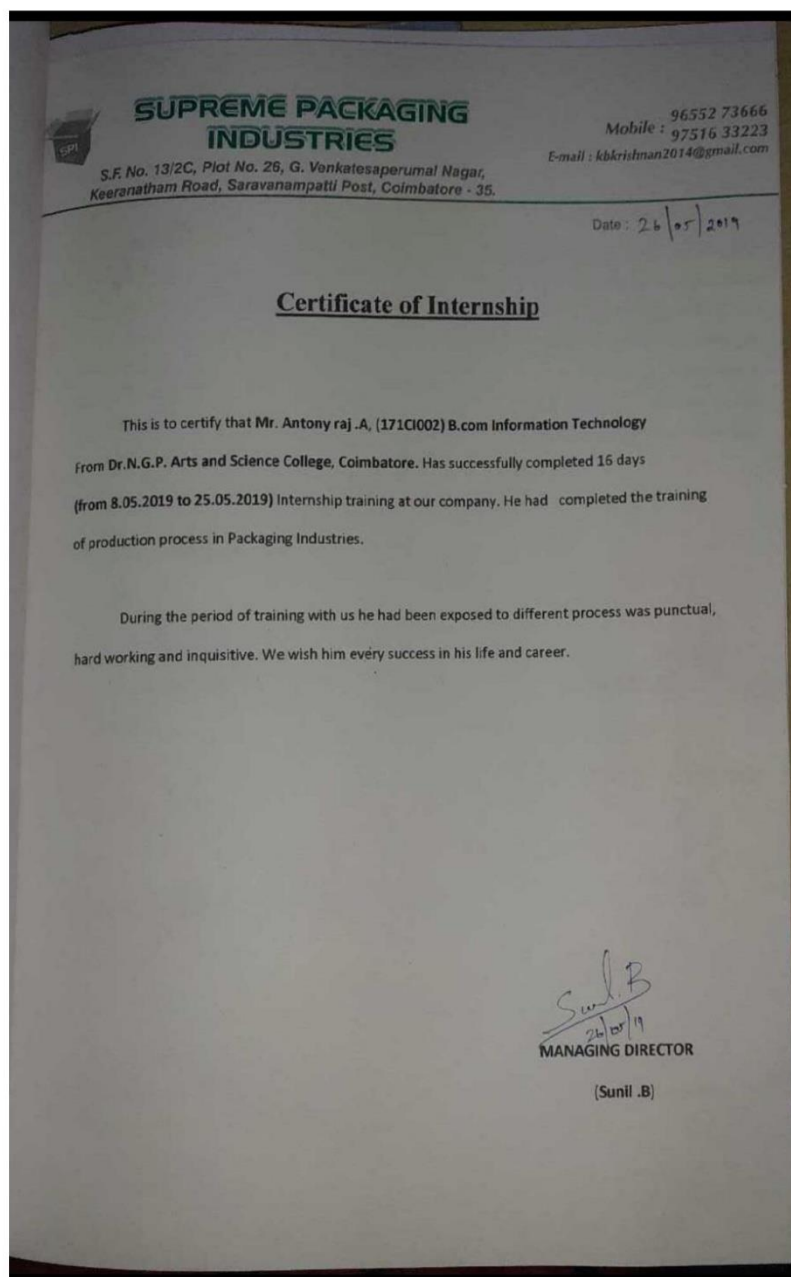 SUPREME PACKAGING
INDUSTRIES
SPI
S.F. No. 13/2C, Plot No. 26, G. Venkatesaperumal Nagar,
Keeranatham Road, Saravanampatti Post, Coimbatore - 35.
96552 73666
Mobile : 97516 33223
E-mail : kbkrishnan2014@gmail.com
Date : 26/05/2019
Certificate of Internship
This is to certify that Mr. Antony raj .A, (171CI002) B.com Information Technology
From Dr.N.G.P. Arts and Science College, Coimbatore. Has successfully completed 16 days
(from 8.05.2019 to 25.05.2019) Internship training at our company. He had completed the training
of production process in Packaging Industries.
During the period of training with us he had been exposed to different process was punctual,
hard working and inquisitive. We wish him every success in his life and career.
Sunil.B
26/05/19
MANAGING DIRECTOR
(Sunil .B)